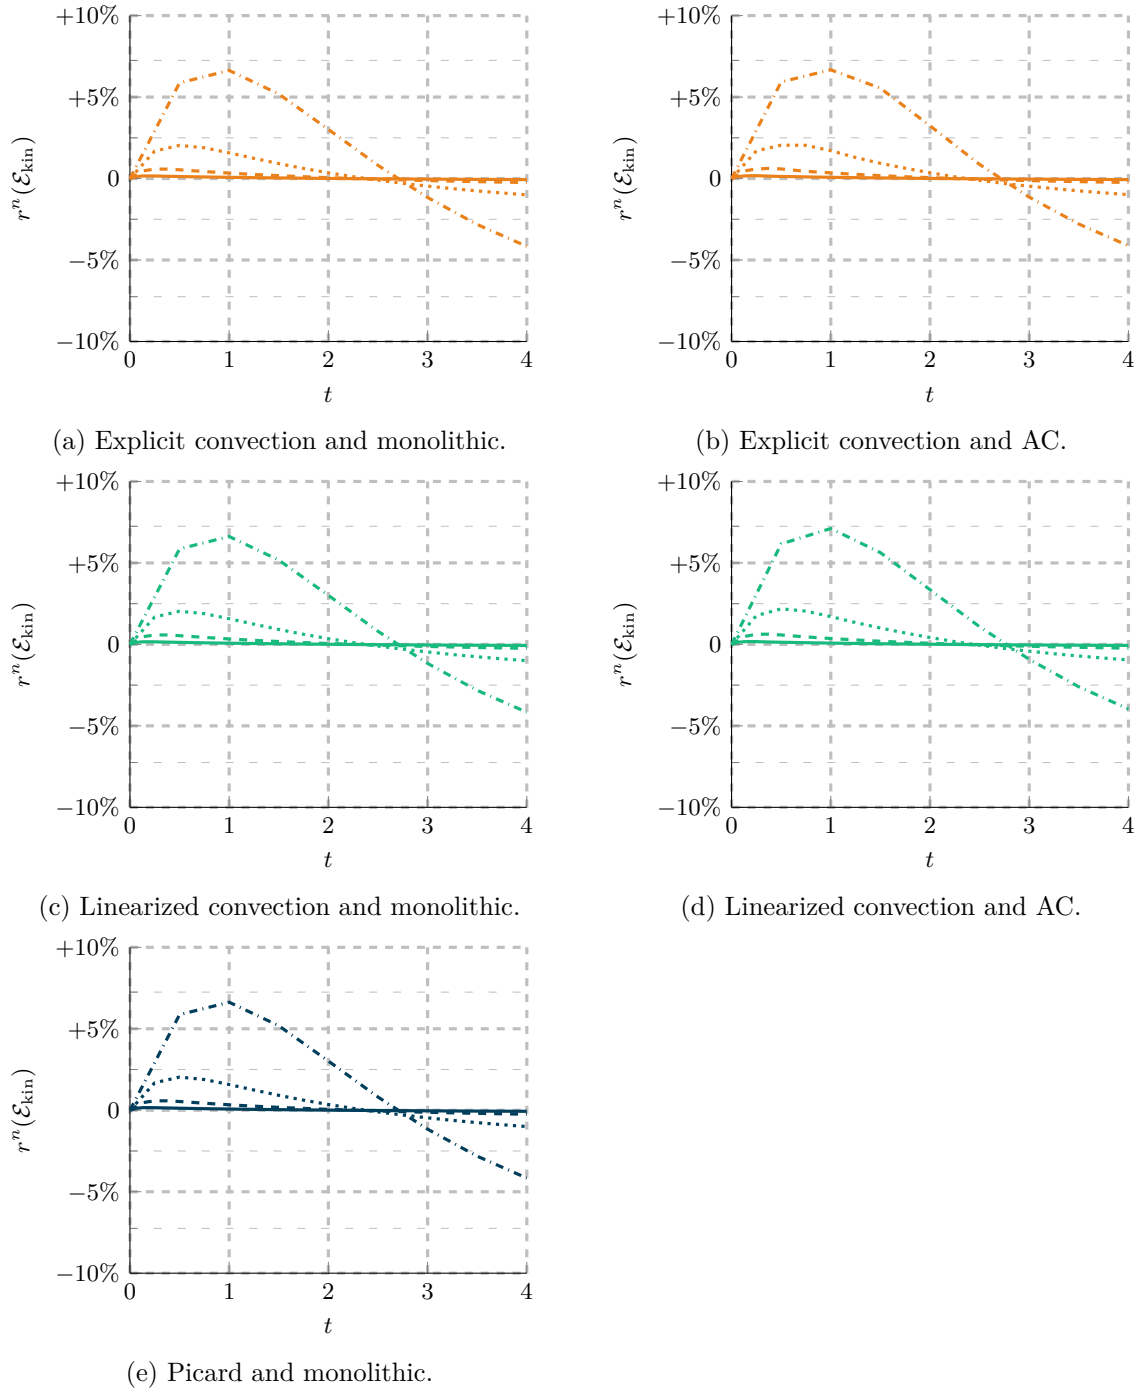 +10%
+5%
0
−5%
−10%
0 1 2 3 4
t
r^n(ℰ_kin)
(a) Explicit convection and monolithic.
+10%
+5%
0
−5%
−10%
0 1 2 3 4
t
r^n(ℰ_kin)
(b) Explicit convection and AC.
+10%
+5%
0
−5%
−10%
0 1 2 3 4
t
r^n(ℰ_kin)
(c) Linearized convection and monolithic.
+10%
+5%
0
−5%
−10%
0 1 2 3 4
t
r^n(ℰ_kin)
(d) Linearized convection and AC.
+10%
+5%
0
−5%
−10%
0 1 2 3 4
t
r^n(ℰ_kin)
(e) Picard and monolithic.